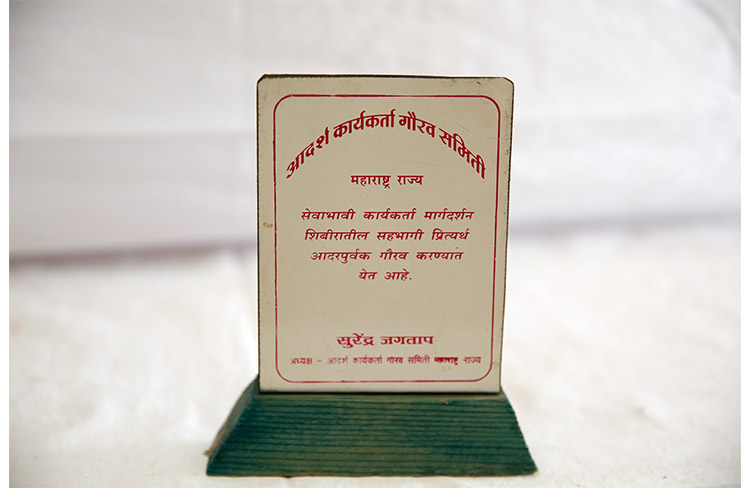 आदर्श कार्यकर्ता गौरव समिती
महाराष्ट्र राज्य
सेवाभावी कार्यकर्ता मार्गदर्शन
शिबीरातील सहभागी प्रित्यर्थ
आदरपुर्वक गौरव करण्यात
येत आहे.
सुरेंद्र जगताप
अध्यक्ष - आदर्श कार्यकर्ता गौरव समिती महाराष्ट्र राज्य